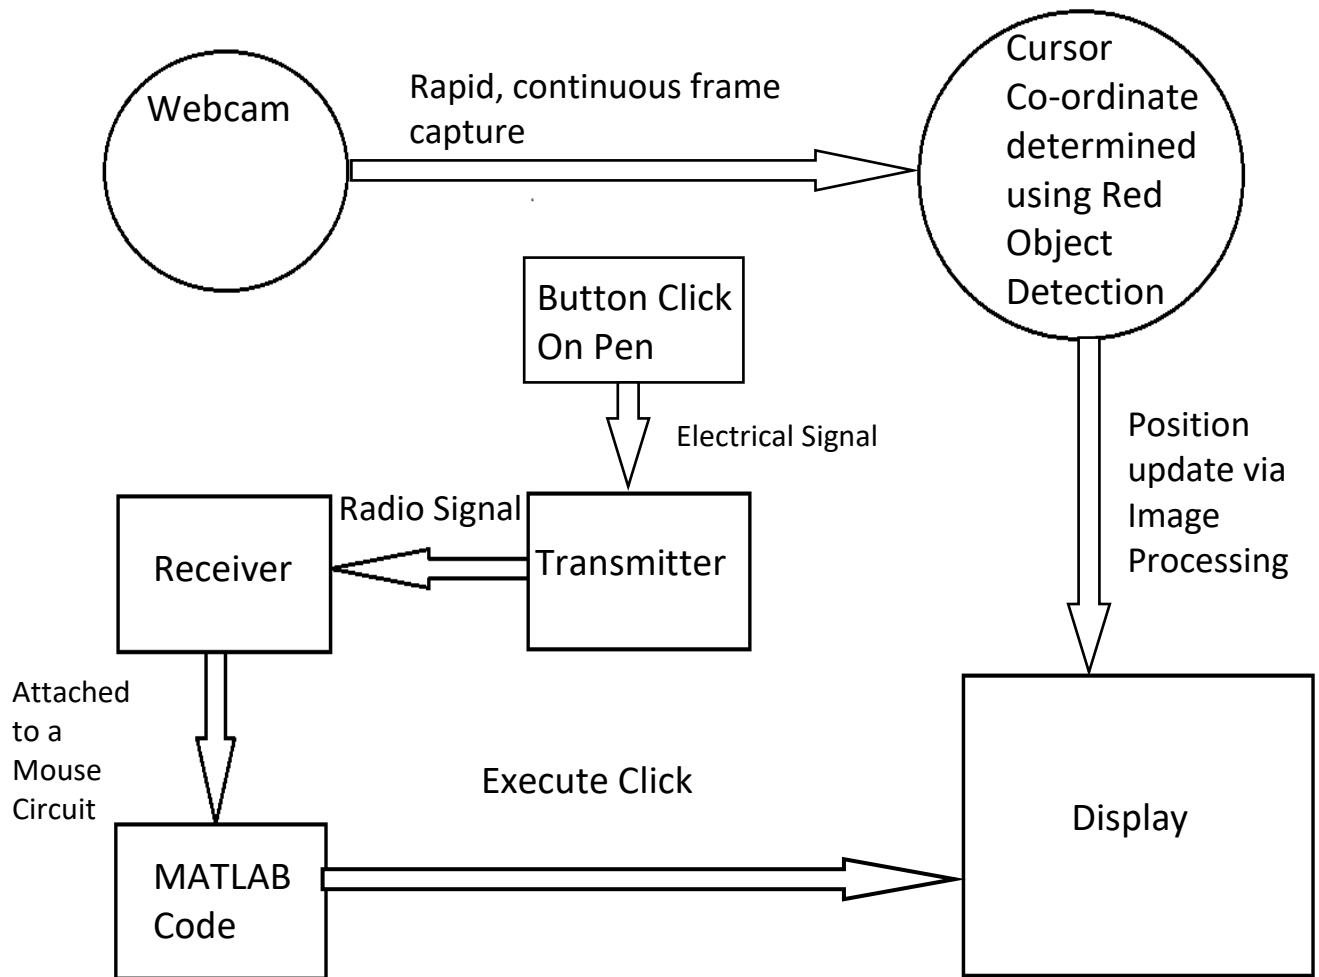 Webcam
Rapid, continuous frame
capture
Cursor
Co-ordinate
determined
using Red
Object
Detection
Button Click
On Pen
Electrical Signal
Position
update via
Image
Processing
Radio Signal
Receiver
Transmitter
Attached
to a
Mouse
Circuit
Execute Click
Display
MATLAB
Code